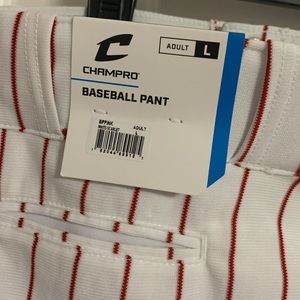 ADULT L
CHAMPRO
BASEBALL PANT
ADULT
L